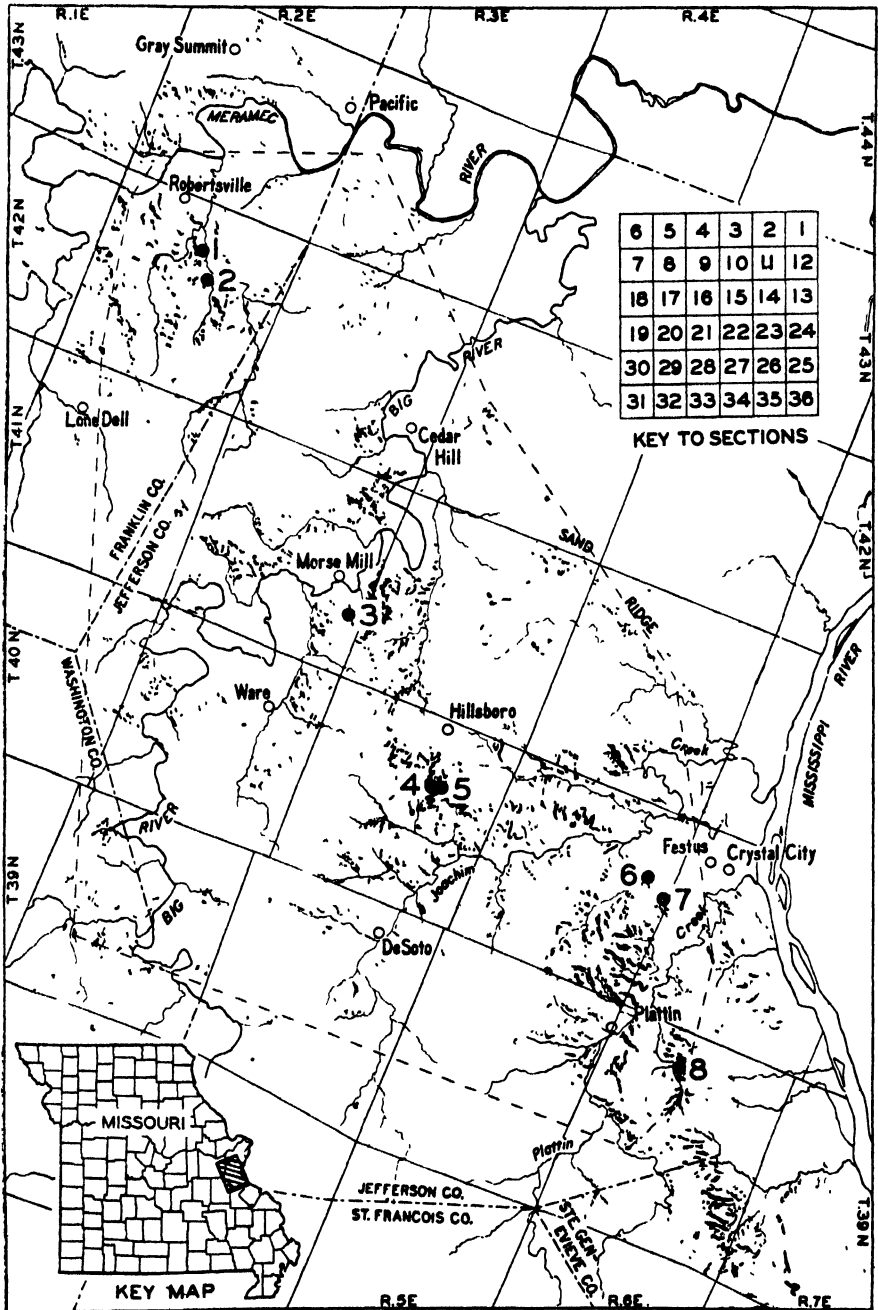 R.1E
R.2E
R.3E
R.4E
T.43N
Gray Summit
Pacific
MERAMEC
RIVER
T.44N
Robertsville
T.42N
1
2
6 5 4 3 2 1
7 8 9 10 11 12
18 17 16 15 14 13
19 20 21 22 23 24
30 29 28 27 26 25
31 32 33 34 35 36
KEY TO SECTIONS
T.43N
RIVER
BIG
Lone Dell
T.41N
Cedar
Hill
FRANKLIN CO.
JEFFERSON CO.
SAND
RIDGE
T.42N
Morse Mill
3
T.40N
WASHINGTON CO.
Ware
Hillsboro
Creek
MISSISSIPPI
RIVER
4
5
RIVER
BIG
Joachim
Festus
Crystal City
6
7
Creek
T.39N
DeSoto
Plattin
8
MISSOURI
KEY MAP
Plattin
JEFFERSON CO.
ST. FRANCOIS CO.
STE. GEN-
EVIEVE CO.
T.39N
R.5E
R.6E
R.7E